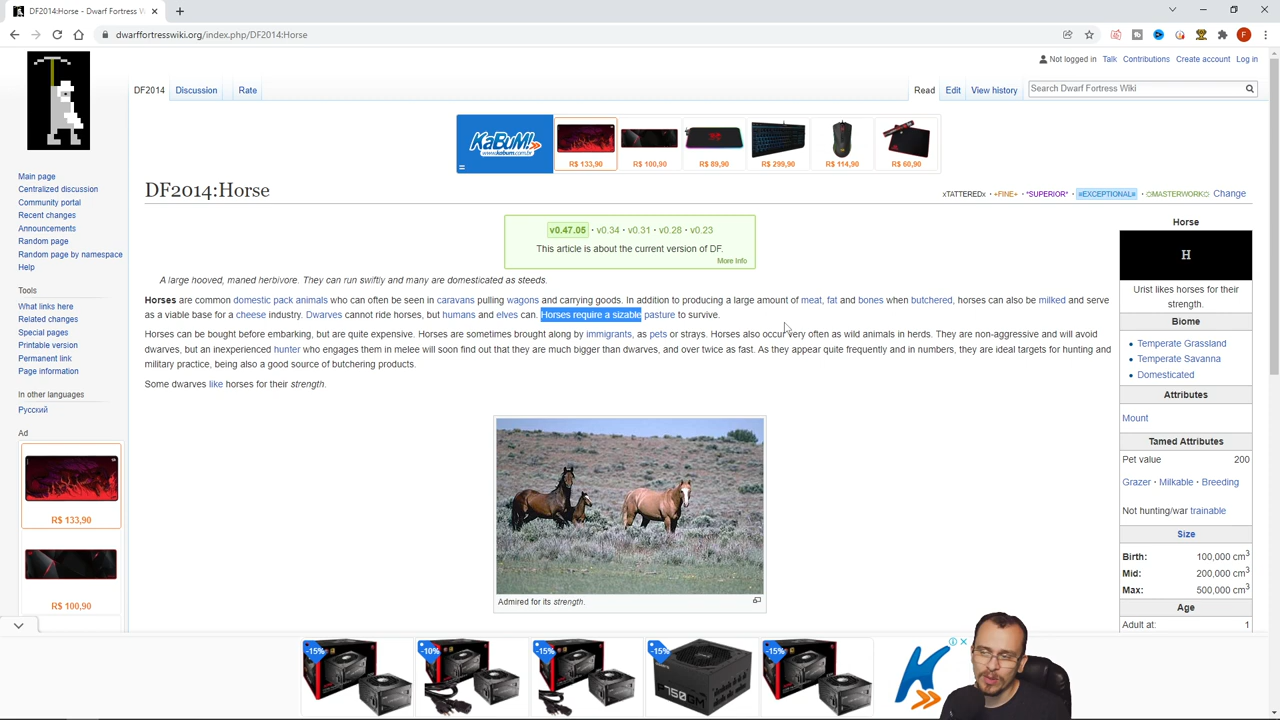 DF2014:Horse - Dwarf Fortress W
dwarffortresswiki.org/index.php/DF2014:Horse
F
Not logged in Talk Contributions Create account Log in
DF2014 Discussion Rate Read Edit View history Search Dwarf Fortress Wiki
KaBuM!
www.kabum.com.br
R$ 133,90 R$ 100,90 R$ 89,90 R$ 299,90 R$ 114,90 R$ 60,90
Main page
Centralized discussion
Community portal
Recent changes
Announcements
Random page
Random page by namespace
Help
Tools
What links here
Related changes
Special pages
Printable version
Permanent link
Page information
In other languages
Русский
Ad
R$ 133,90
R$ 100,90
DF2014:Horse
xTATTEREDx · +FINE+ · *SUPERIOR* · ≡EXCEPTIONAL≡ · ☼MASTERWORK☼ Change
v0.47.05 · v0.34 · v0.31 · v0.28 · v0.23
This article is about the current version of DF.
More Info
A large hooved, maned herbivore. They can run swiftly and many are domesticated as steeds.
Horses are common domestic pack animals who can often be seen in caravans pulling wagons and carrying goods. In addition to producing a large amount of meat, fat and bones when butchered, horses can also be milked and serve
as a viable base for a cheese industry. Dwarves cannot ride horses, but humans and elves can. Horses require a sizable pasture to survive.
Horses can be bought before embarking, but are quite expensive. Horses are sometimes brought along by immigrants, as pets or strays. Horses also occur very often as wild animals in herds. They are non-aggressive and will avoid
dwarves, but an inexperienced hunter who engages them in melee will soon find out that they are much bigger than dwarves, and over twice as fast. As they appear quite frequently and in numbers, they are ideal targets for hunting and
military practice, being also a good source of butchering products.
Some dwarves like horses for their strength.
Admired for its strength.
Horse
H
Urist likes horses for their
strength.
Biome
• Temperate Grassland
• Temperate Savanna
• Domesticated
Attributes
Mount
Tamed Attributes
Pet value 200
Grazer · Milkable · Breeding
Not hunting/war trainable
Size
Birth: 100,000 cm³
Mid: 200,000 cm³
Max: 500,000 cm³
Age
Adult at: 1
-15% -10% -15% -15% -15%
F750GM
K